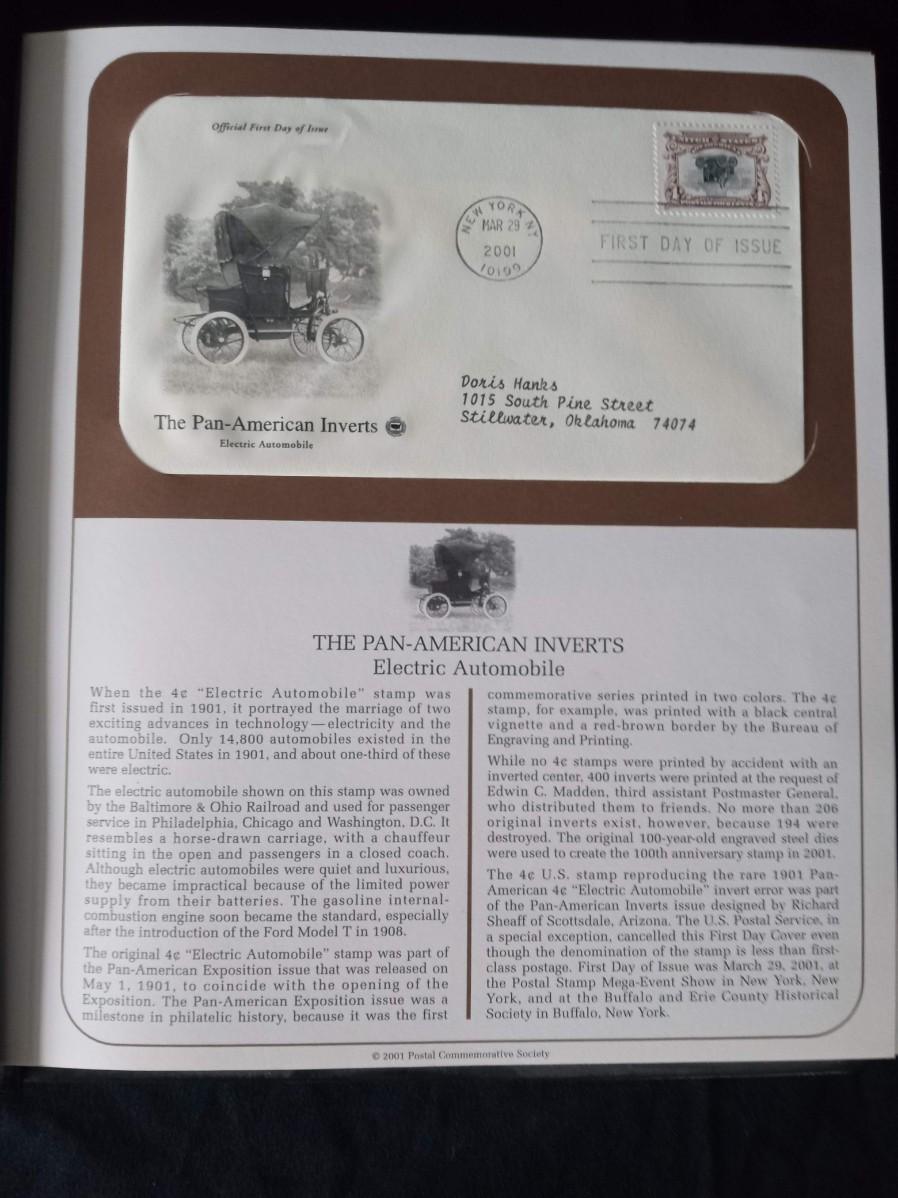 Official First Day of Issue
UNITED STATES
NEW YORK NY
MAR 29
2001
10199
FIRST DAY OF ISSUE
Doris Hanks
1015 South Pine Street
Stillwater, Oklahoma 74074
The Pan-American Inverts
Electric Automobile
THE PAN-AMERICAN INVERTS
Electric Automobile
When the 4¢ “Electric Automobile” stamp was
first issued in 1901, it portrayed the marriage of two
exciting advances in technology—electricity and the
automobile. Only 14,800 automobiles existed in the
entire United States in 1901, and about one-third of these
were electric.
The electric automobile shown on this stamp was owned
by the Baltimore & Ohio Railroad and used for passenger
service in Philadelphia, Chicago and Washington, D.C. It
resembles a horse-drawn carriage, with a chauffeur
sitting in the open and passengers in a closed coach.
Although electric automobiles were quiet and luxurious,
they became impractical because of the limited power
supply from their batteries. The gasoline internal-
combustion engine soon became the standard, especially
after the introduction of the Ford Model T in 1908.
The original 4¢ “Electric Automobile” stamp was part of
the Pan-American Exposition issue that was released on
May 1, 1901, to coincide with the opening of the
Exposition. The Pan-American Exposition issue was a
milestone in philatelic history, because it was the first
commemorative series printed in two colors. The 4¢
stamp, for example, was printed with a black central
vignette and a red-brown border by the Bureau of
Engraving and Printing.
While no 4¢ stamps were printed by accident with an
inverted center, 400 inverts were printed at the request of
Edwin C. Madden, third assistant Postmaster General,
who distributed them to friends. No more than 206
original inverts exist, however, because 194 were
destroyed. The original 100-year-old engraved steel dies
were used to create the 100th anniversary stamp in 2001.
The 4¢ U.S. stamp reproducing the rare 1901 Pan-
American 4¢ “Electric Automobile” invert error was part
of the Pan-American Inverts issue designed by Richard
Sheaff of Scottsdale, Arizona. The U.S. Postal Service, in
a special exception, cancelled this First Day Cover even
though the denomination of the stamp is less than first-
class postage. First Day of Issue was March 29, 2001, at
the Postal Stamp Mega-Event Show in New York, New
York, and at the Buffalo and Erie County Historical
Society in Buffalo, New York.
© 2001 Postal Commemorative Society